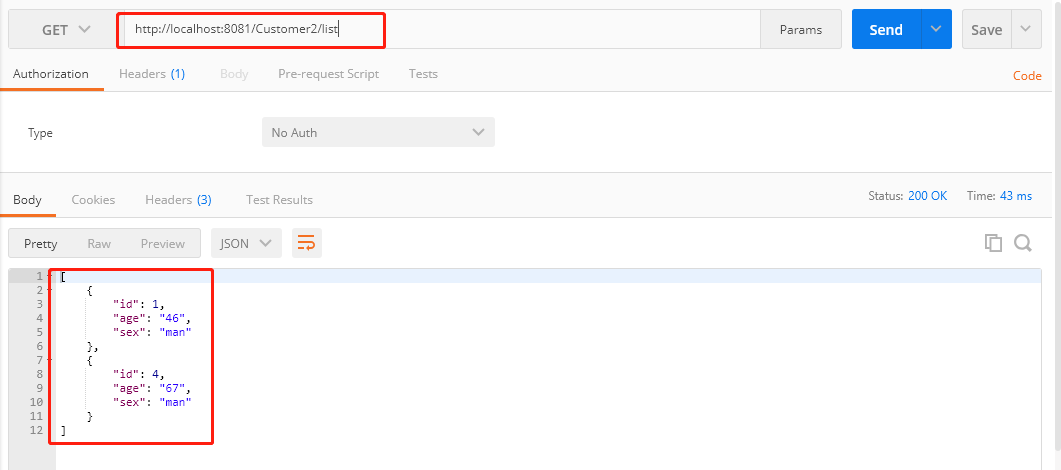 GET http://localhost:8081/Customer2/list Params Send Save
Authorization Headers (1) Body Pre-request Script Tests Code
Type No Auth
Body Cookies Headers (3) Test Results Status: 200 OK Time: 43 ms
Pretty Raw Preview JSON
1 [
2 {
3 "id": 1,
4 "age": "46",
5 "sex": "man"
6 },
7 {
8 "id": 4,
9 "age": "67",
10 "sex": "man"
11 }
12 ]